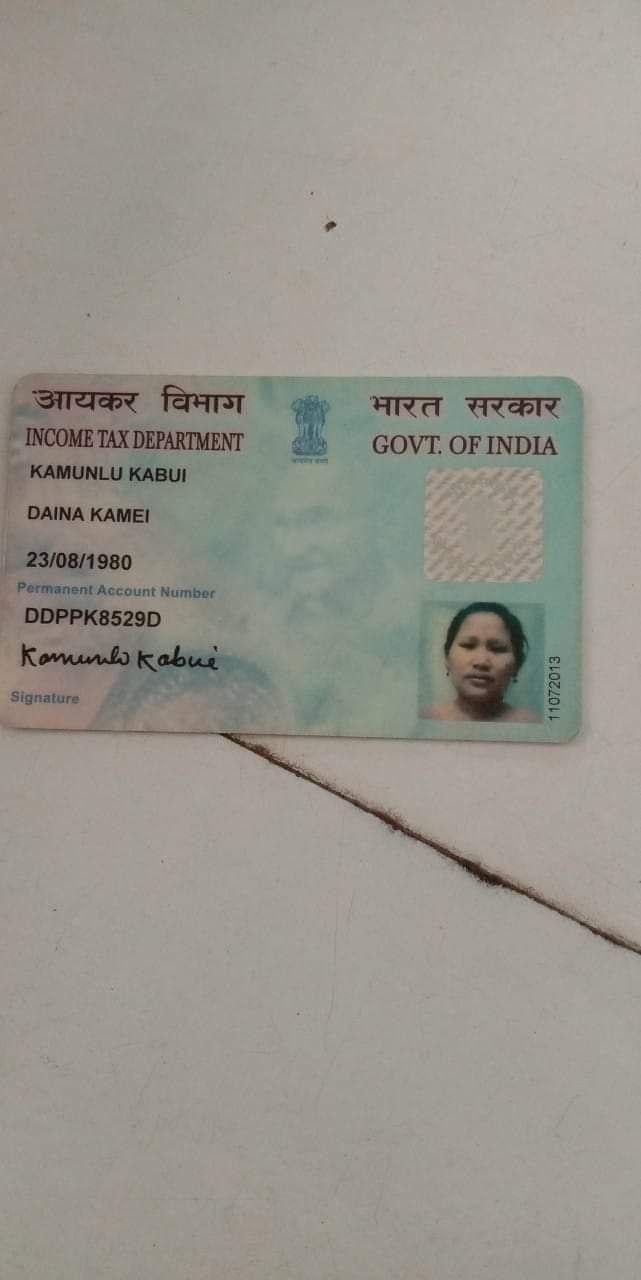 आयकर विभाग
भारत सरकार
INCOME TAX DEPARTMENT
GOVT. OF INDIA
KAMUNLU KABUI
DAINA KAMEI
23/08/1980
Permanent Account Number
DDPPK8529D
Kamunlu Kabui
Signature
11072013